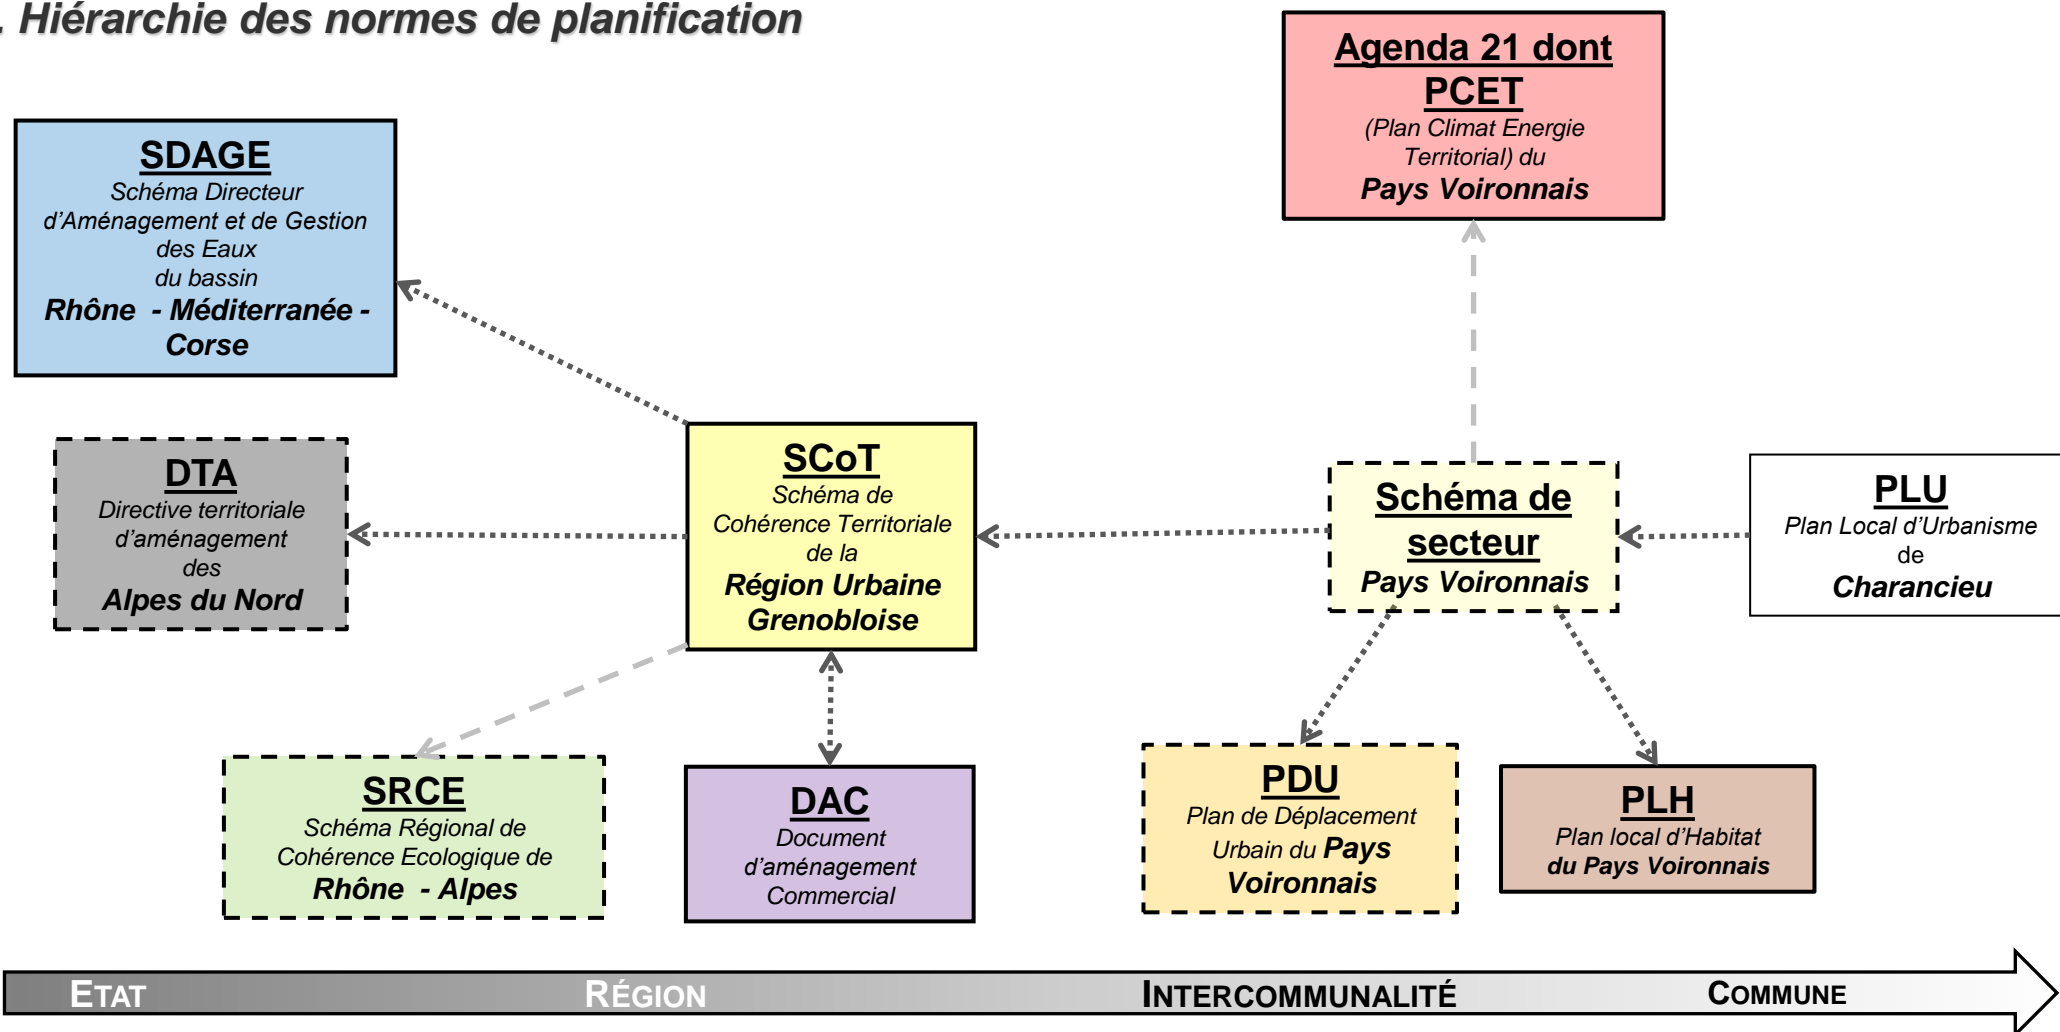 . Hiérarchie des normes de planification
Agenda 21 dont
PCET
(Plan Climat Energie
Territorial) du
Pays Voironnais
SDAGE
Schéma Directeur
d'Aménagement et de Gestion
des Eaux
du bassin
Rhône - Méditerranée -
Corse
DTA
Directive territoriale
d'aménagement
des
Alpes du Nord
SCoT
Schéma de
Cohérence Territoriale
de la
Région Urbaine
Grenobloise
Schéma de
secteur
Pays Voironnais
PLU
Plan Local d'Urbanisme
de
Charancieu
SRCE
Schéma Régional de
Cohérence Ecologique de
Rhône - Alpes
DAC
Document
d'aménagement
Commercial
PDU
Plan de Déplacement
Urbain du Pays
Voironnais
PLH
Plan local d'Habitat
du Pays Voironnais
ETAT RÉGION INTERCOMMUNALITÉ COMMUNE